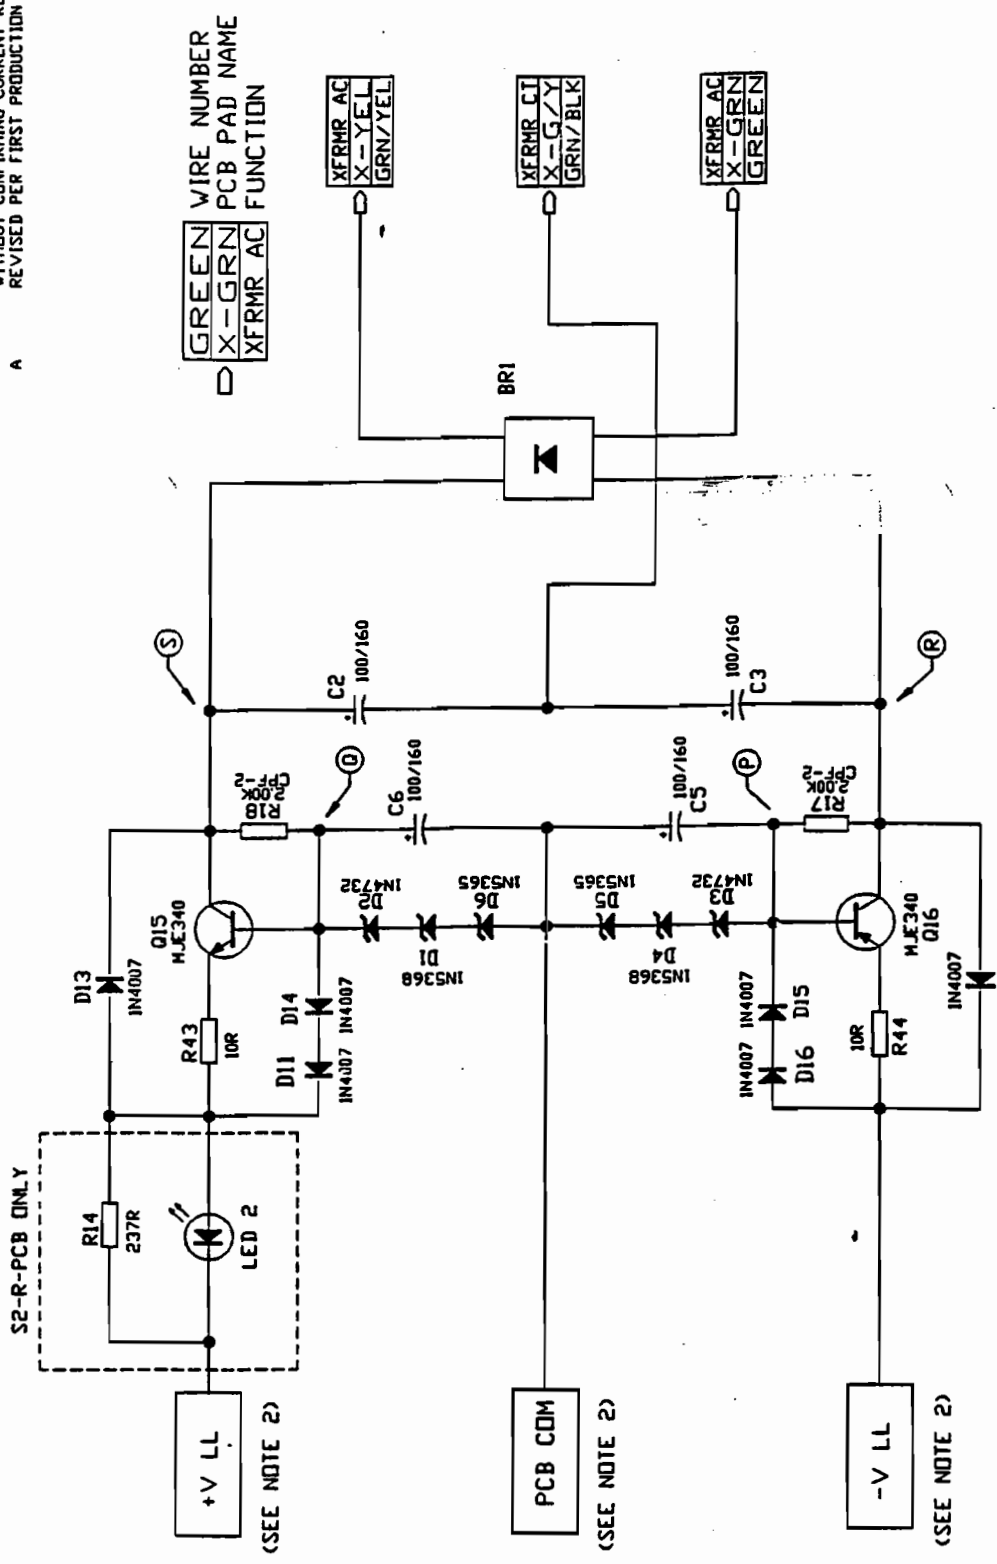 A REVISED PER FIRST PRODUCTION
S2-R-PCB ONLY
GREEN
X-GRN
XFRMR AC
WIRE NUMBER
PCB PAD NAME
FUNCTION
R14
237R
LED 2
+V LL
(SEE NOTE 2)
D13
1N4007
Q15
MJE340
R43
10R
D14
1N4007
D11
1N4007
R18
2.00K
CPF-2
S
Q
C2
100/160
C6
100/160
D2
1N4732
D1
1N5368
D6
1N5365
BR1
XFRMR AC
X-YEL
GRN/YEL
PCB COM
(SEE NOTE 2)
XFRMR CT
X-G/Y
GRN/BLK
D5
1N5365
D4
1N5368
D3
1N4732
C5
100/160
C3
100/160
P
R
XFRMR AC
X-GRN
GREEN
1N4007
D15
1N4007
D16
R17
2.00K
CPF-2
10R
R44
MJE340
Q16
1N4007
-V LL
(SEE NOTE 2)